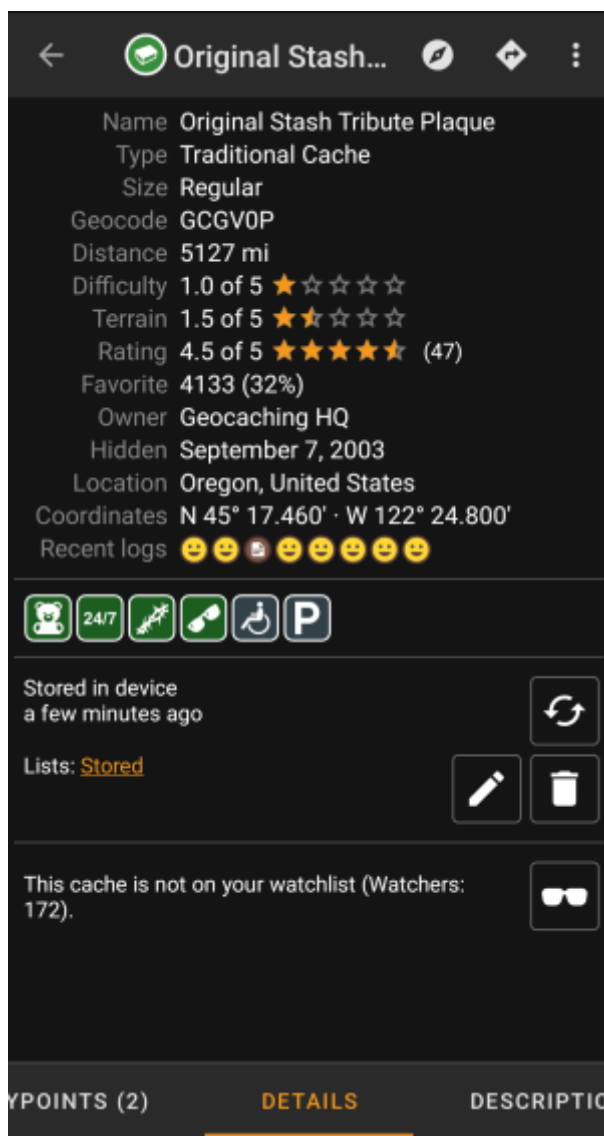 Original Stash...
Name Original Stash Tribute Plaque
Type Traditional Cache
Size Regular
Geocode GCGV0P
Distance 5127 mi
Difficulty 1.0 of 5
Terrain 1.5 of 5
Rating 4.5 of 5 (47)
Favorite 4133 (32%)
Owner Geocaching HQ
Hidden September 7, 2003
Location Oregon, United States
Coordinates N 45° 17.460' · W 122° 24.800'
Recent logs
24/7 P
Stored in device
a few minutes ago
Lists: Stored
This cache is not on your watchlist (Watchers:
172).
YPOINTS (2) DETAILS DESCRIPTIO